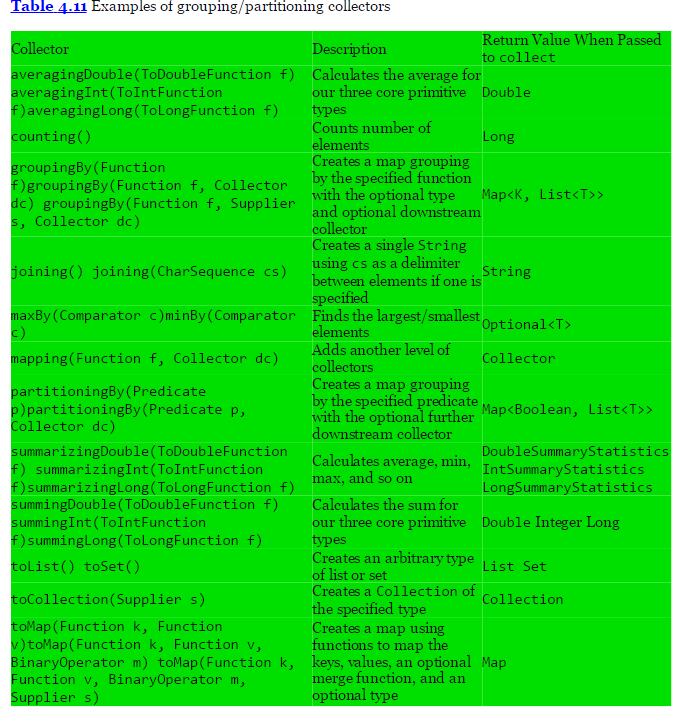 Table 4.11 Examples of grouping/partitioning collectors
Collector
Description
Return Value When Passed
to collect
averagingDouble(ToDoubleFunction f)
averagingInt(ToIntFunction
f)averagingLong(ToLongFunction f)
Calculates the average for
our three core primitive
types
Double
counting()
Counts number of
elements
Long
groupingBy(Function
f)groupingBy(Function f, Collector
dc) groupingBy(Function f, Supplier
s, Collector dc)
Creates a map grouping
by the specified function
with the optional type
and optional downstream
collector
Map<K, List<T>>
joining() joining(CharSequence cs)
Creates a single String
using cs as a delimiter
between elements if one is
specified
String
maxBy(Comparator c)minBy(Comparator
c)
Finds the largest/smallest
elements
Optional<T>
mapping(Function f, Collector dc)
Adds another level of
collectors
Collector
partitioningBy(Predicate
p)partitioningBy(Predicate p,
Collector dc)
Creates a map grouping
by the specified predicate
with the optional further
downstream collector
Map<Boolean, List<T>>
summarizingDouble(ToDoubleFunction
f) summarizingInt(ToIntFunction
f)summarizingLong(ToLongFunction f)
Calculates average, min,
max, and so on
DoubleSummaryStatistics
IntSummaryStatistics
LongSummaryStatistics
summingDouble(ToDoubleFunction f)
summingInt(ToIntFunction
f)summingLong(ToLongFunction f)
Calculates the sum for
our three core primitive
types
Double Integer Long
toList() toSet()
Creates an arbitrary type
of list or set
List Set
toCollection(Supplier s)
Creates a Collection of
the specified type
Collection
toMap(Function k, Function
v)toMap(Function k, Function v,
BinaryOperator m) toMap(Function k,
Function v, BinaryOperator m,
Supplier s)
Creates a map using
functions to map the
keys, values, an optional
merge function, and an
optional type
Map